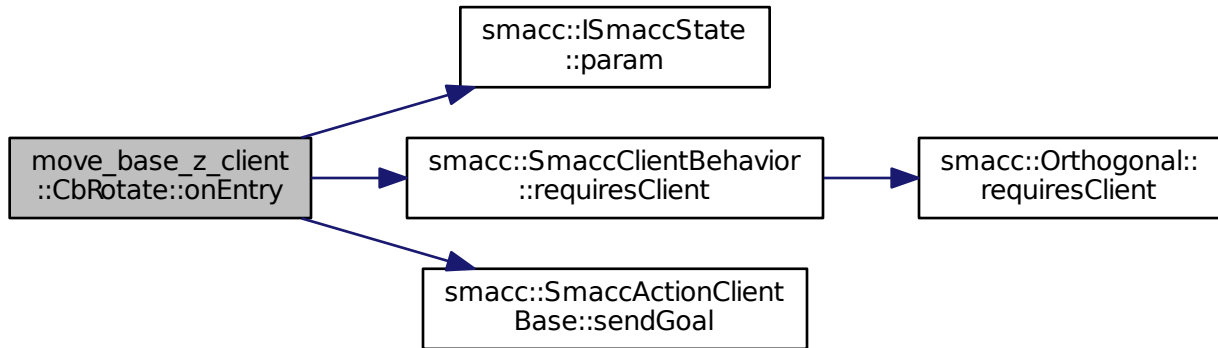 smacc::ISmaccState
::param
move_base_z_client
::CbRotate::onEntry
smacc::SmaccClientBehavior
::requiresClient
smacc::Orthogonal::
requiresClient
smacc::SmaccActionClient
Base::sendGoal